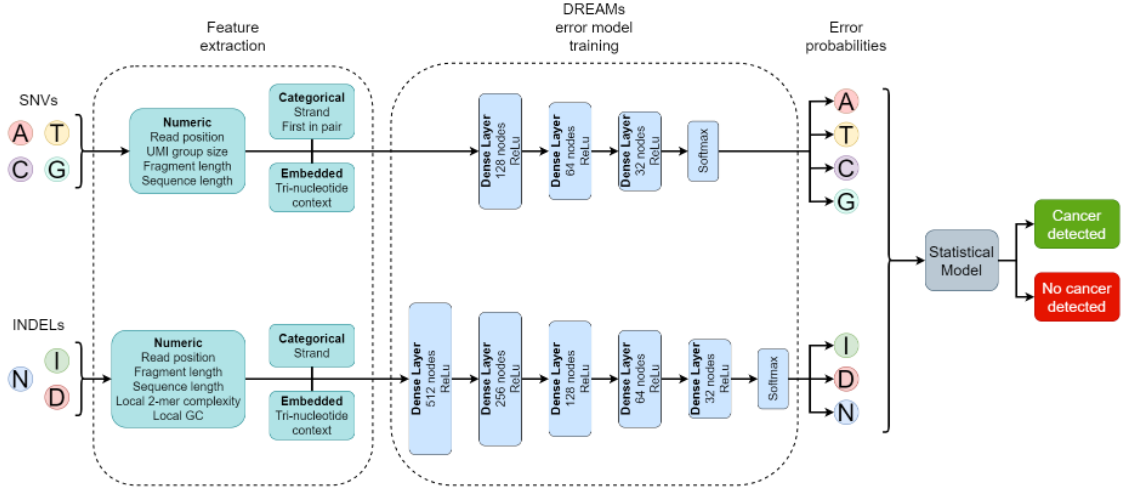 Feature
extraction
DREAMs
error model
training
Error
probabilities
SNVs
A
T
C
G
Numeric
Read position
UMI group size
Fragment length
Sequence length
Categorical
Strand
First in pair
Embedded
Tri-nucleotide
context
Dense Layer
128 nodes
ReLu
Dense Layer
64 nodes
ReLu
Dense Layer
32 nodes
ReLu
Softmax
A
T
C
G
INDELs
N
I
D
Numeric
Read position
Fragment length
Sequence length
Local 2-mer complexity
Local GC
Categorical
Strand
Embedded
Tri-nucleotide
context
Dense Layer
512 nodes
ReLu
Dense Layer
256 nodes
ReLu
Dense Layer
128 nodes
ReLu
Dense Layer
64 nodes
ReLu
Dense Layer
32 nodes
ReLu
Softmax
I
D
N
Statistical
Model
Cancer
detected
No cancer
detected